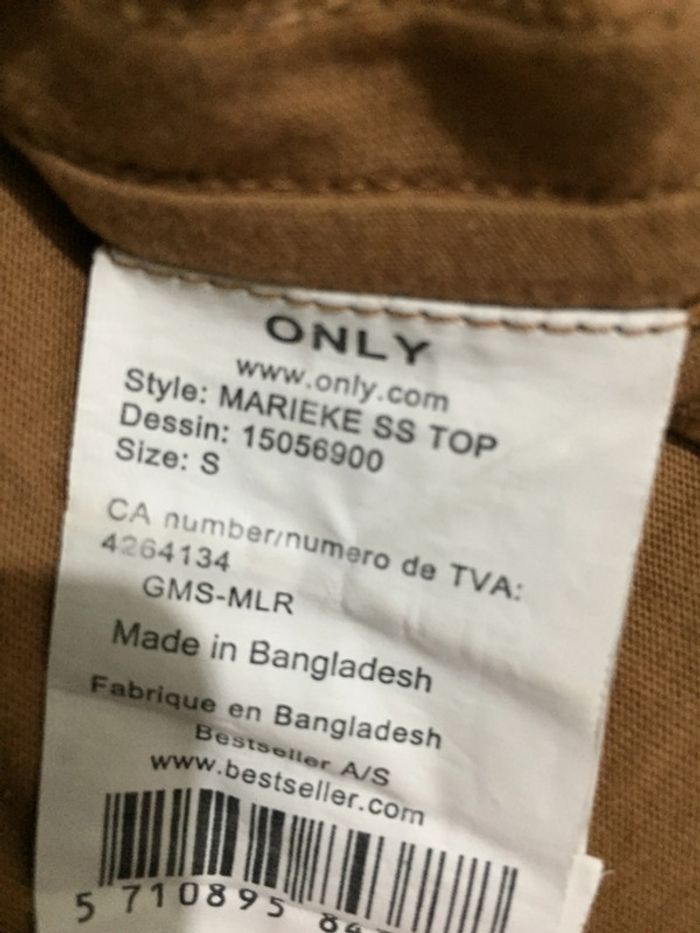 ONLY
www.only.com
Style: MARIEKE SS TOP
Dessin: 15056900
Size: S
CA number/numero de TVA:
4264134
GMS-MLR
Made in Bangladesh
Fabrique en Bangladesh
Bestseller A/S
www.bestseller.com
5 710895